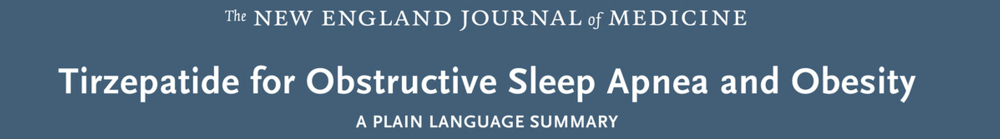 The NEW ENGLAND JOURNAL of MEDICINE
Tirzepatide for Obstructive Sleep Apnea and Obesity
A PLAIN LANGUAGE SUMMARY